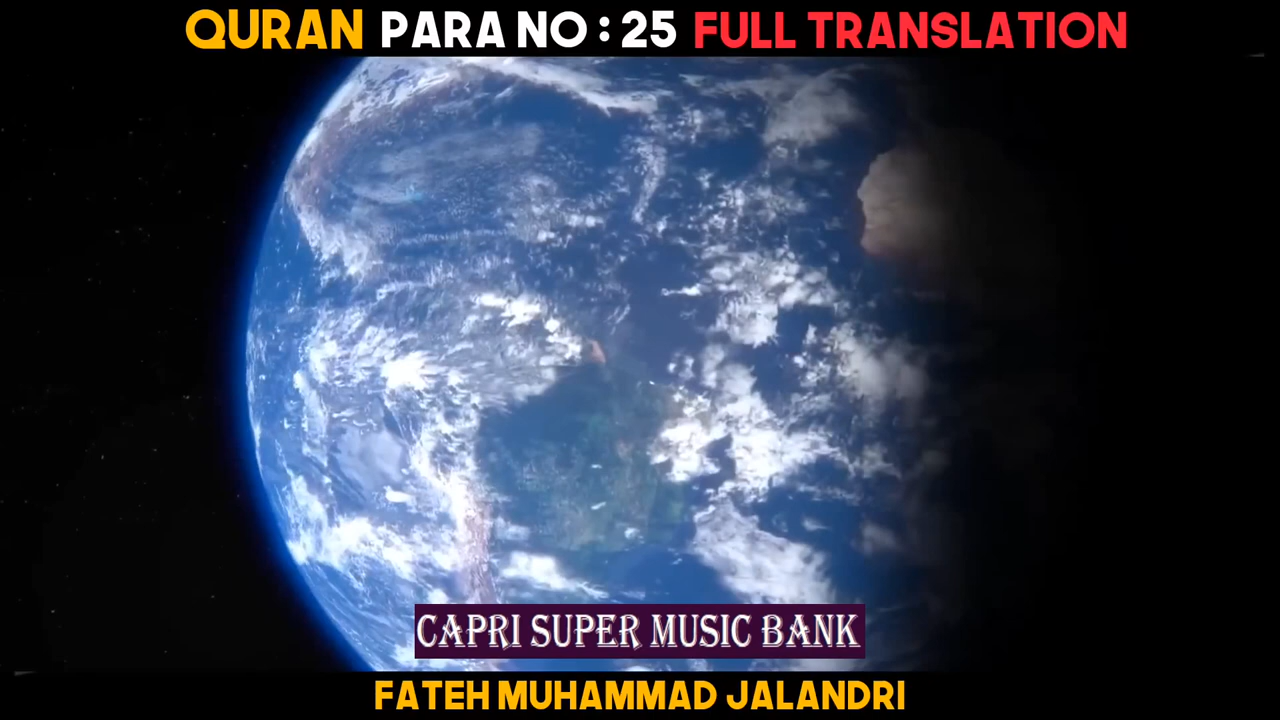 QURAN PARA NO : 25 FULL TRANSLATION
CAPRI SUPER MUSIC BANK
FATEH MUHAMMAD JALANDRI